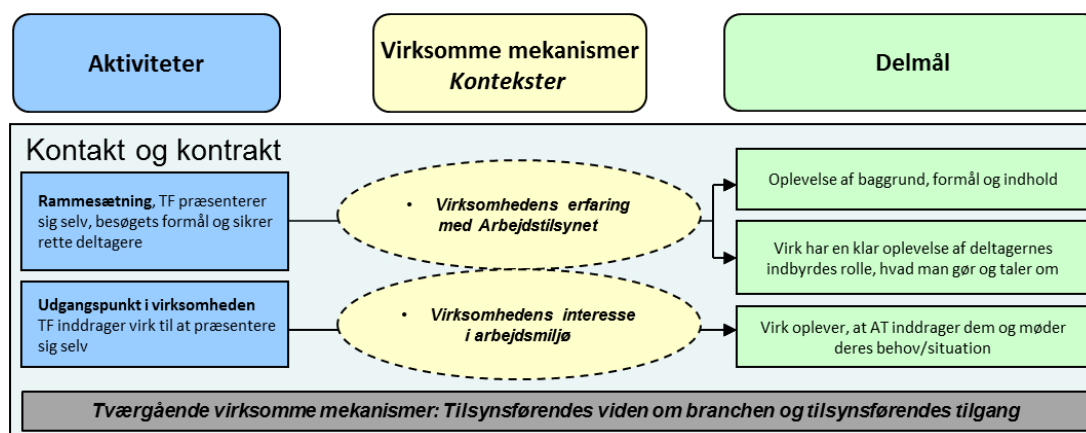 Aktiviteter
Virksomme mekanismer
Kontekster
Delmål
Kontakt og kontrakt
Rammesætning, TF præsenterer
sig selv, besøgets formål og sikrer
rette deltagere
• Virksomhedens erfaring
med Arbejdstilsynet
Oplevelse af baggrund, formål og indhold
Virk har en klar oplevelse af deltagernes
indbyrdes rolle, hvad man gør og taler om
Udgangspunkt i virksomheden
TF inddrager virk til at præsentere
sig selv
• Virksomhedens interesse
i arbejdsmiljø
Virk oplever, at AT inddrager dem og møder
deres behov/situation
Tværgående virksomme mekanismer: Tilsynsførendes viden om branchen og tilsynsførendes tilgang